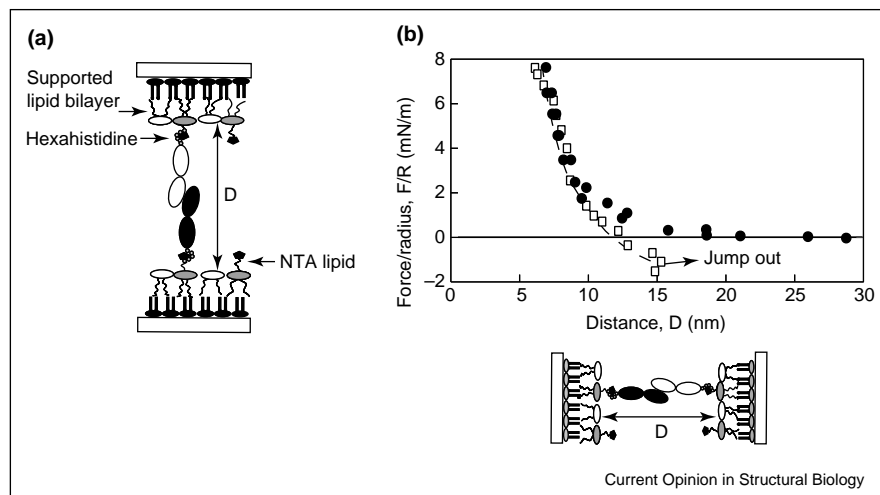 (a)
Supported
lipid bilayer
Hexahistidine
D
NTA lipid
(b)
Force/radius, F/R (mN/m)
8
6
4
2
0
–2
Jump out
0 5 10 15 20 25 30
Distance, D (nm)
D
Current Opinion in Structural Biology